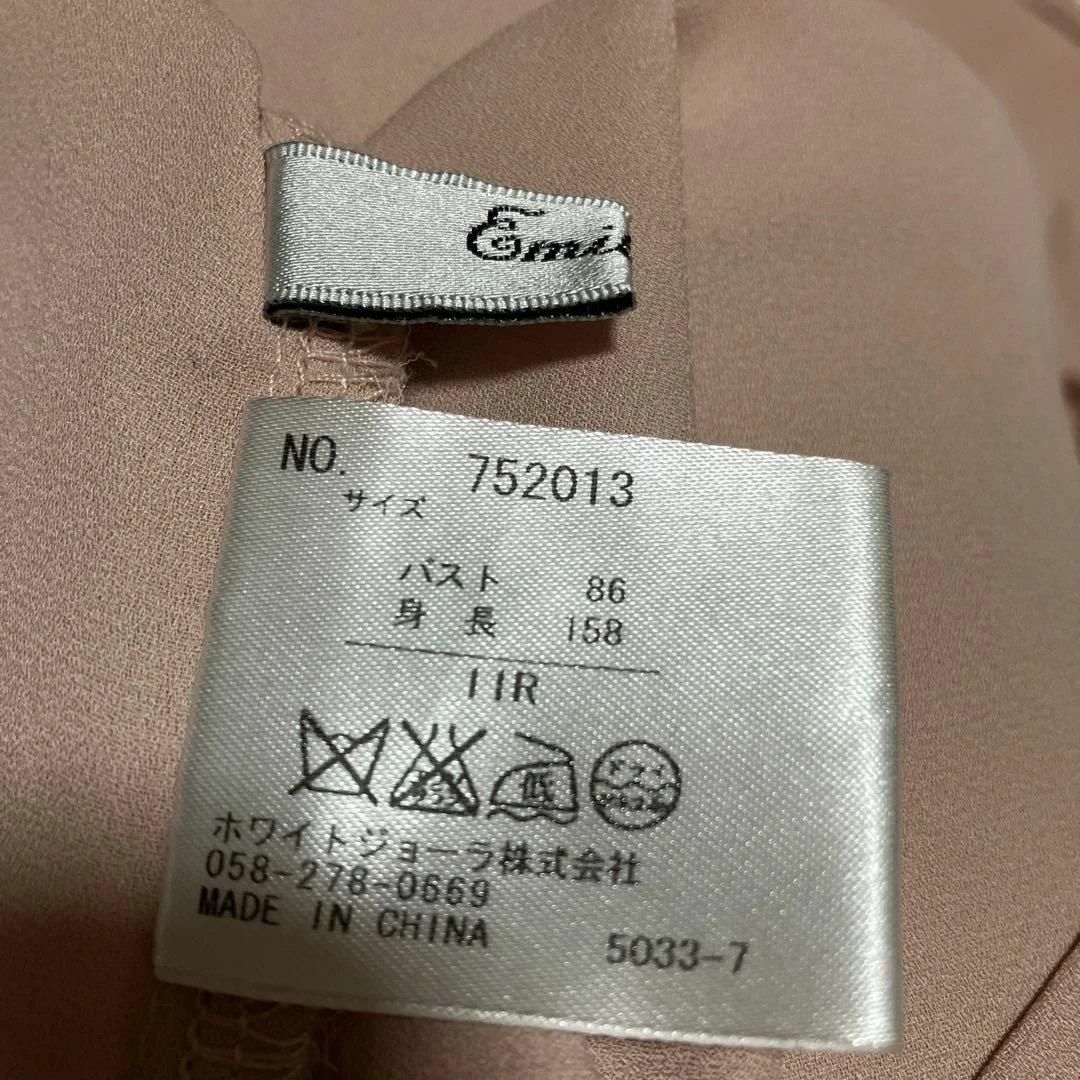 Emi
NO. 752013
サイズ
バスト 86
身長 158
11R
低
ホワイトジョーラ株式会社
058-278-0669
MADE IN CHINA 5033-7